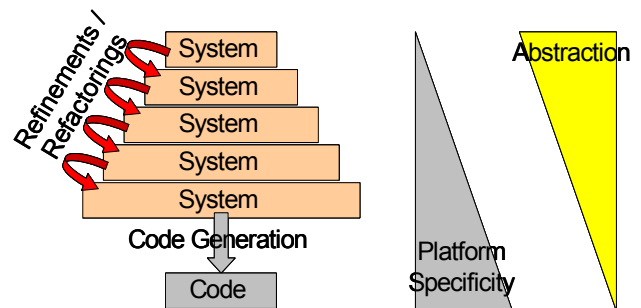 Refinements /
Refactorings
System
System
System
System
System
Code Generation
Code
Abstraction
Platform
Specificity